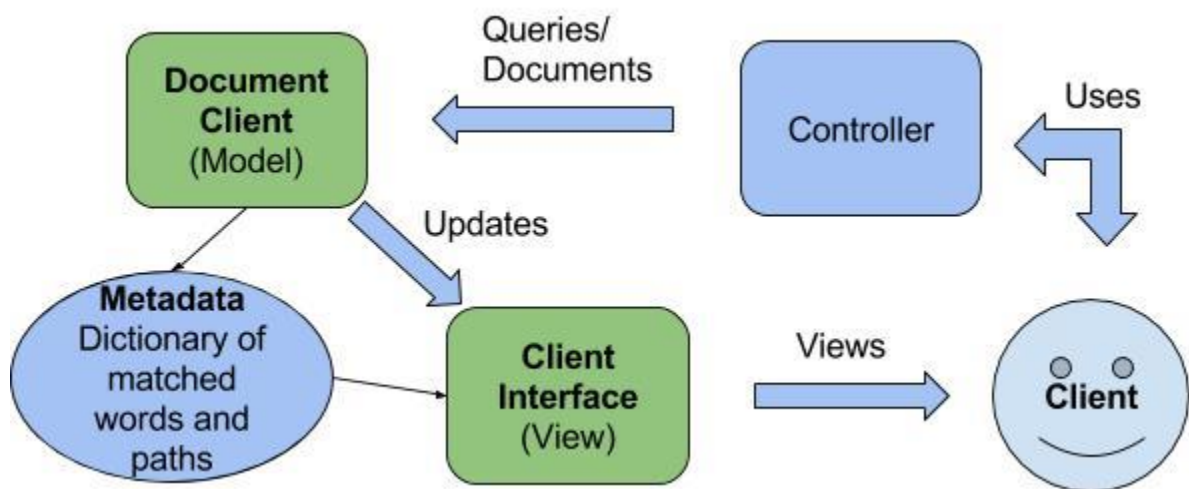 Document
Client
(Model)
Queries/
Documents
Controller
Uses
Updates
Metadata
Dictionary of
matched
words and
paths
Client
Interface
(View)
Views
Client